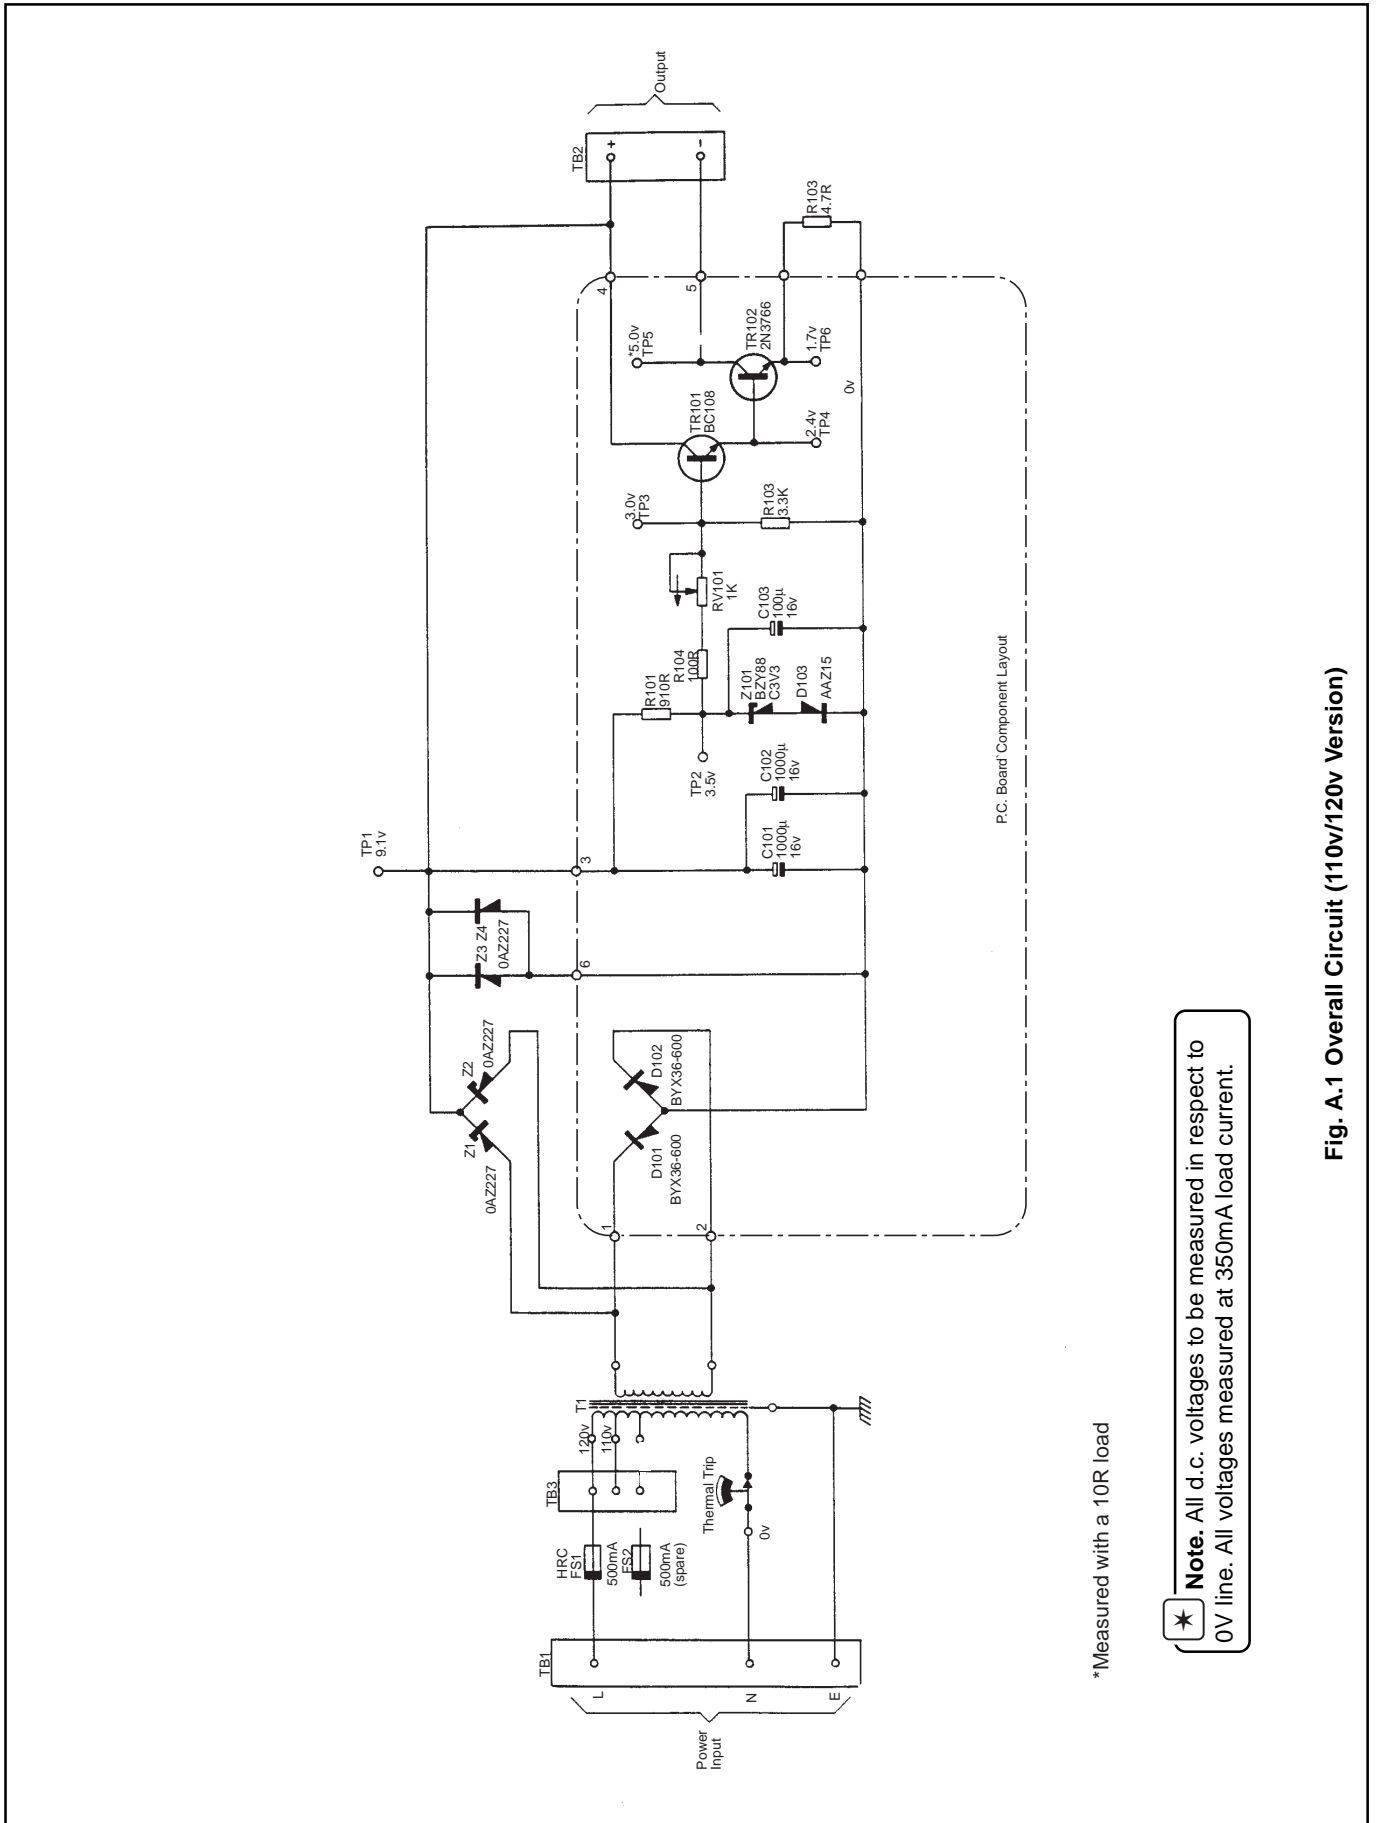 Power
Input
L
N
E
TB1
HRC
FS1
500mA
FS2
500mA
(spare)
TB3
120v
110v
Thermal Trip
0v
T1
1
2
Z1
0AZ227
Z2
0AZ227
D101
BYX36-600
D102
BYX36-600
Z3 Z4
0AZ227
6
3
TP1
9.1v
C101
1000µ
16v
C102
1000µ
16v
TP2
3.5v
R101
910R
R104
100R
Z101
BZY88
C3V3
D103
AAZ15
RV101
1K
C103
100µ
16v
3.0v
TP3
R103
3.3K
TR101
BC108
2.4v
TP4
*5.0v
TP5
TR102
2N3766
1.7v
TP6
0v
4
5
R103
4.7R
TB2
+
-
Output
P.C. Board Component Layout
*Measured with a 10R load
Note. All d.c. voltages to be measured in respect to
0V line. All voltages measured at 350mA load current.
Fig. A.1 Overall Circuit (110v/120v Version)